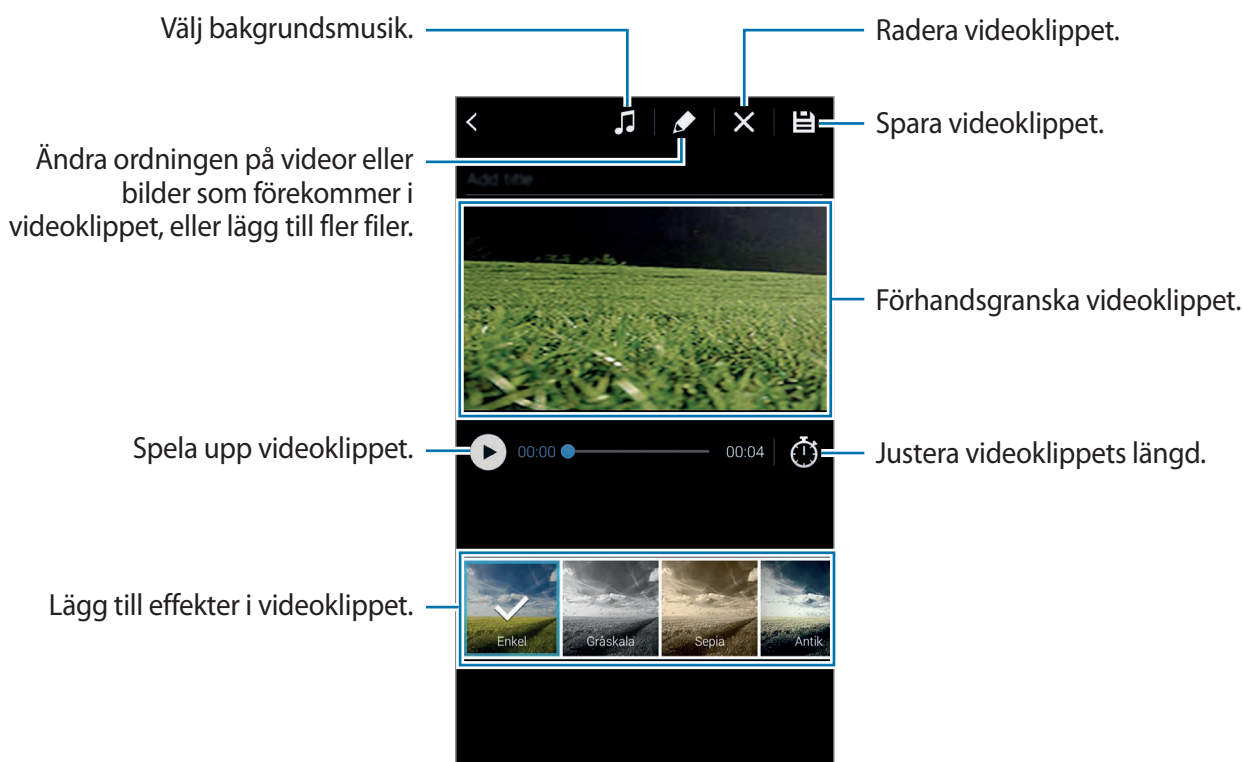 Välj bakgrundsmusik.
Radera videoklippet.
Spara videoklippet.
Ändra ordningen på videor eller
bilder som förekommer i
videoklippet, eller lägg till fler filer.
Add title
Förhandsgranska videoklippet.
Spela upp videoklippet.
00:00
00:04
Justera videoklippets längd.
Lägg till effekter i videoklippet.
Enkel
Gråskala
Sepia
Antik